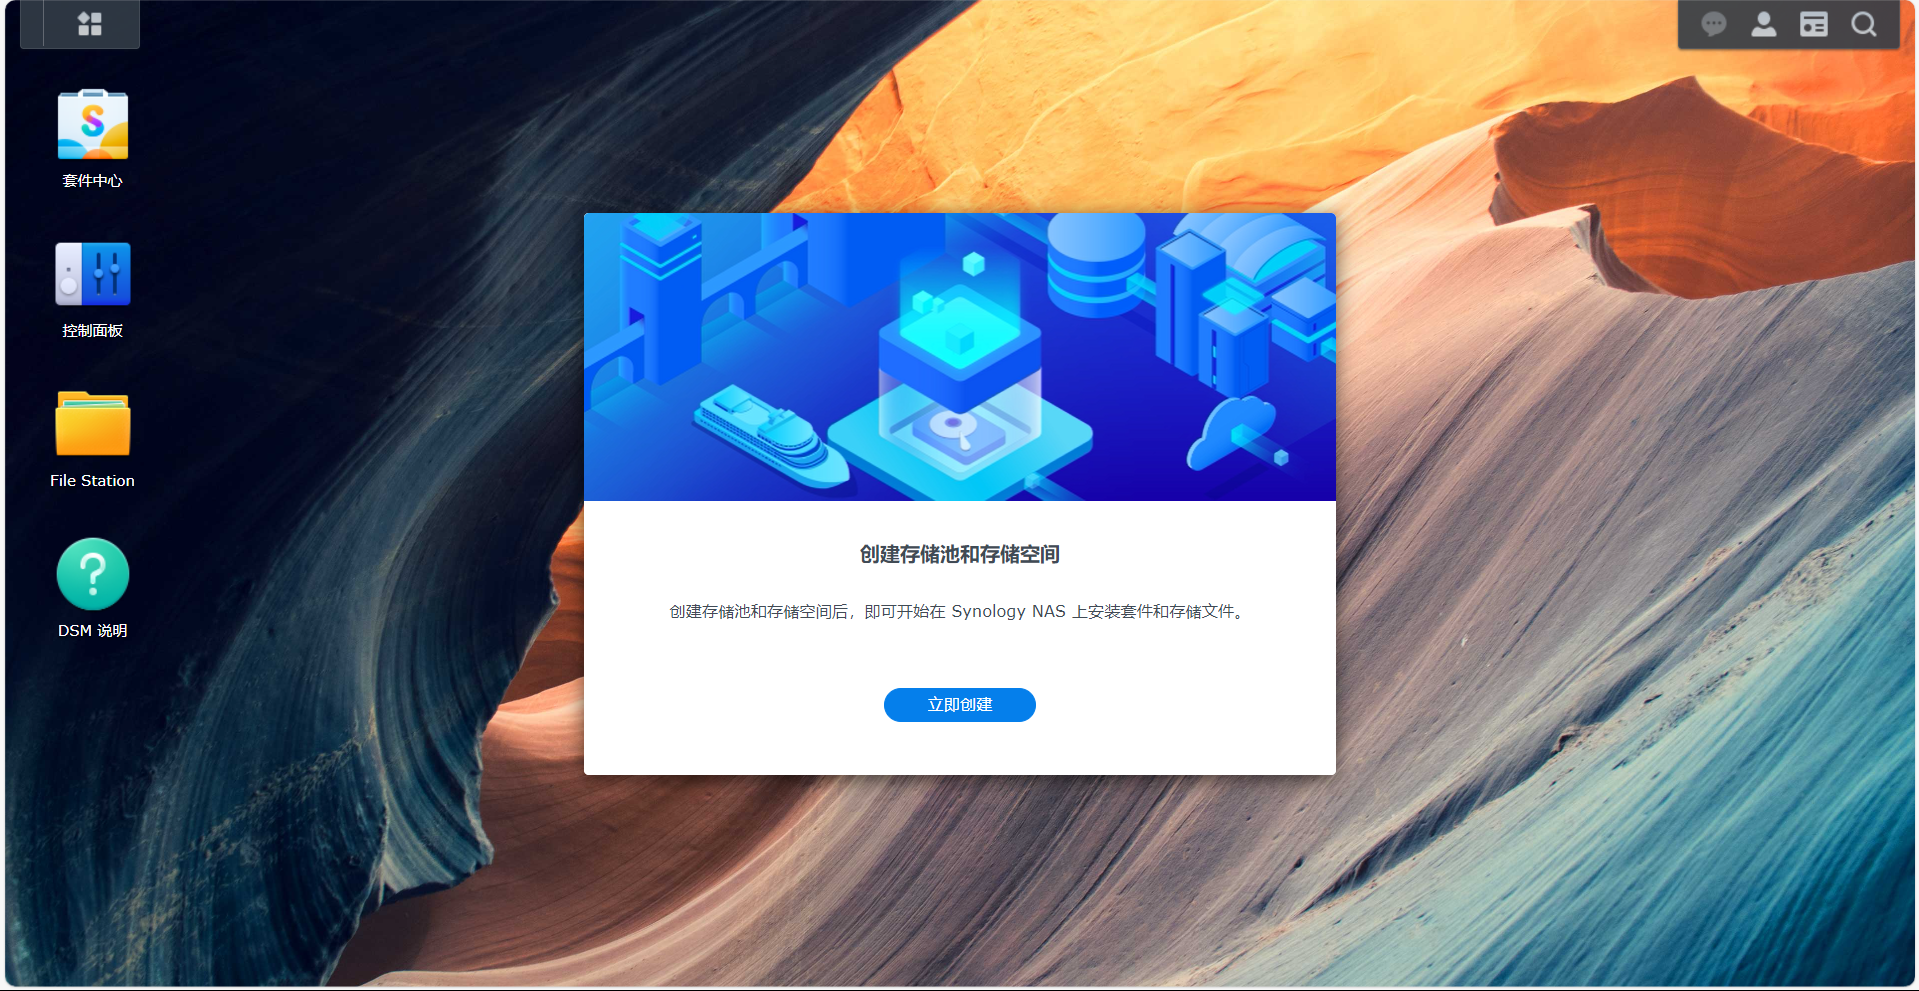 套件中心
控制面板
File Station
DSM 说明
创建存储池和存储空间
创建存储池和存储空间后，即可开始在 Synology NAS 上安装套件和存储文件。
立即创建